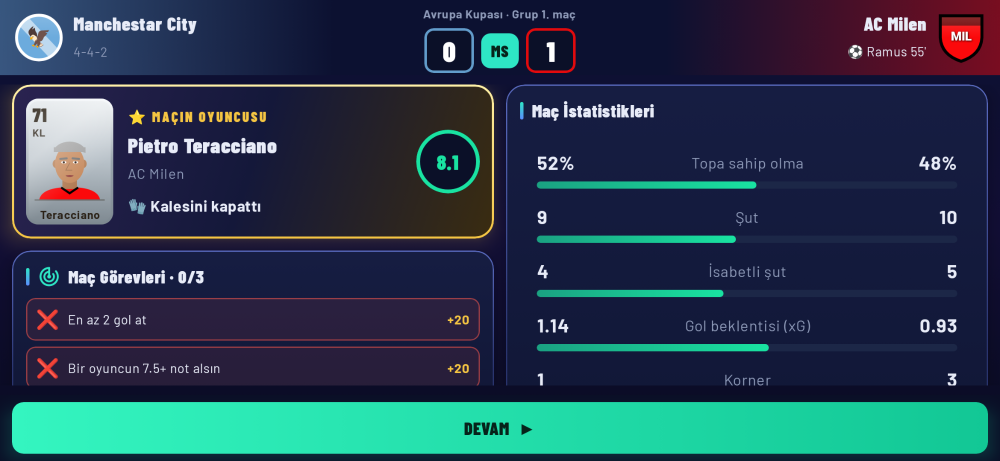 Manchestar City
4-4-2
Avrupa Kupası · Grup 1. maç
0 MS 1
AC Milen
Ramus 55'
MIL
71
KL
Teracciano
MAÇIN OYUNCUSU
Pietro Teracciano
AC Milen
Kalesini kapattı
8.1
Maç Görevleri · 0/3
En az 2 gol at +20
Bir oyuncun 7.5+ not alsın +20
Maç İstatistikleri
52% Topa sahip olma 48%
9 Şut 10
4 İsabetli şut 5
1.14 Gol beklentisi (xG) 0.93
1 Korner 3
DEVAM ►